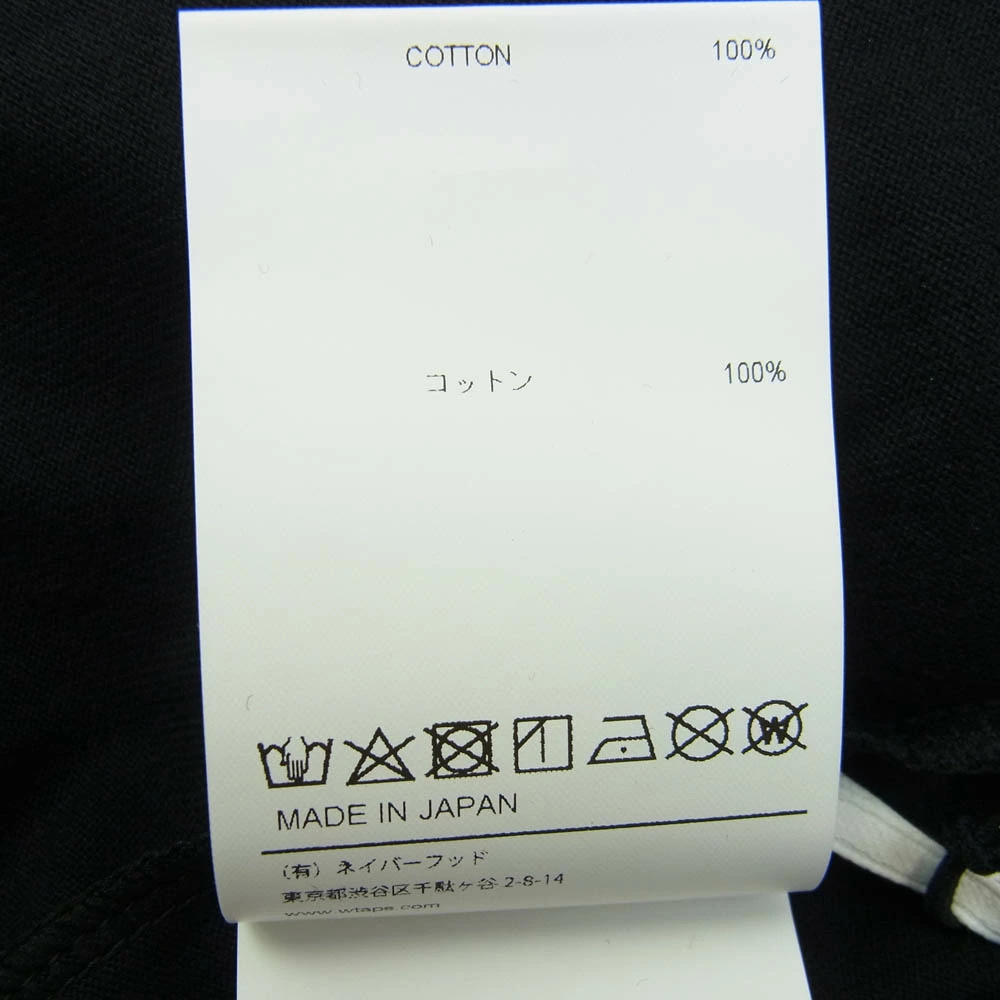 COTTON 100%
コットン 100%
W
MADE IN JAPAN
(有) ネイバーフッド
東京都渋谷区千駄ヶ谷 2-8-14
www.wtaps.com